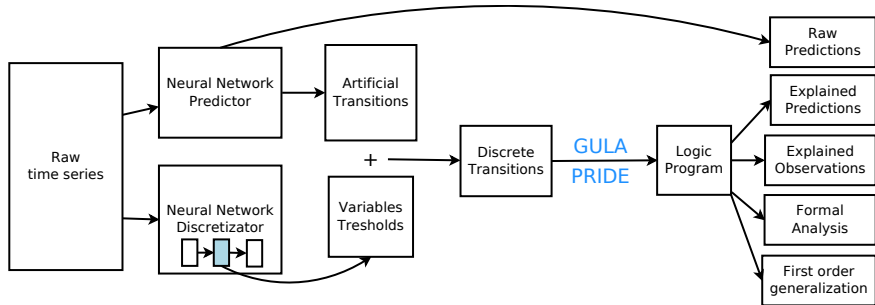 Raw
time series
Neural Network
Predictor
Artificial
Transitions
Neural Network
Discretizator
+
Variables
Tresholds
Discrete
Transitions
GULA
PRIDE
Logic
Program
Raw
Predictions
Explained
Predictions
Explained
Observations
Formal
Analysis
First order
generalization